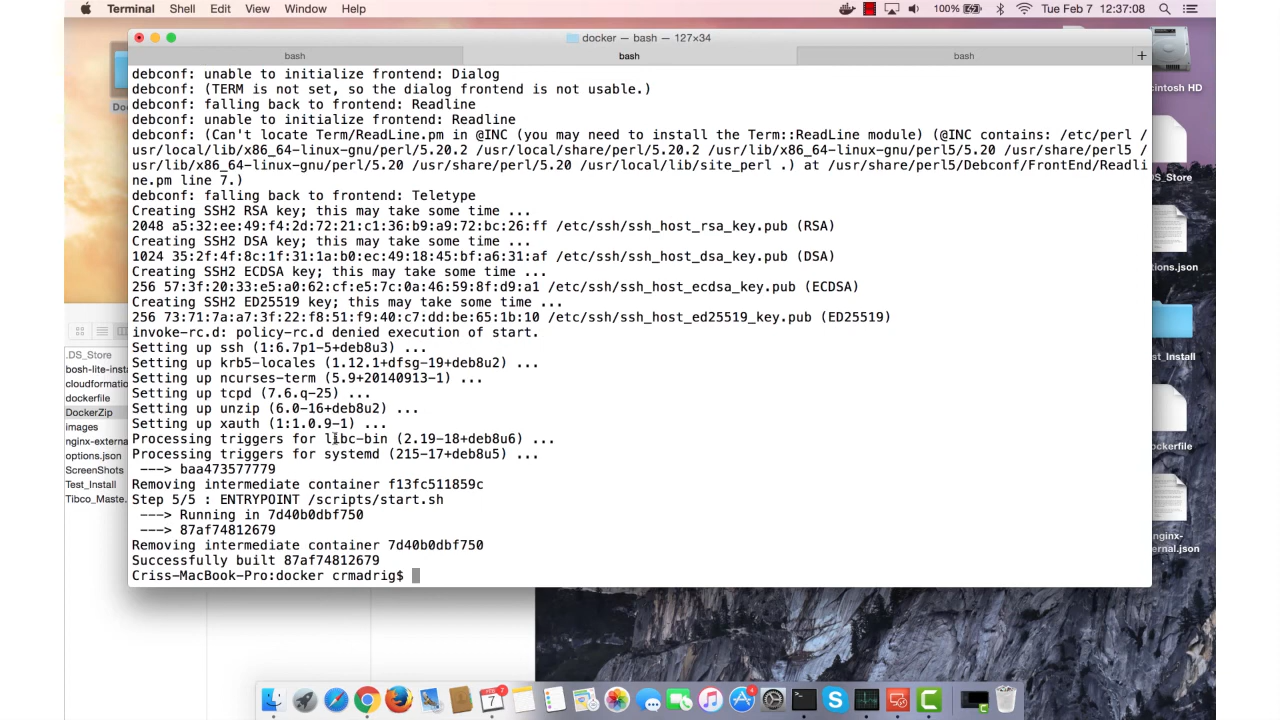 Terminal Shell Edit View Window Help 100% Tue Feb 7 12:37:08
docker — bash — 127×34
bash bash bash +
debconf: unable to initialize frontend: Dialog
debconf: (TERM is not set, so the dialog frontend is not usable.)
debconf: falling back to frontend: Readline
debconf: unable to initialize frontend: Readline
debconf: (Can't locate Term/ReadLine.pm in @INC (you may need to install the Term::ReadLine module) (@INC contains: /etc/perl /
usr/local/lib/x86_64-linux-gnu/perl/5.20.2 /usr/local/share/perl/5.20.2 /usr/lib/x86_64-linux-gnu/perl5/5.20 /usr/share/perl5 /
usr/lib/x86_64-linux-gnu/perl/5.20 /usr/share/perl/5.20 /usr/local/lib/site_perl .) at /usr/share/perl5/Debconf/FrontEnd/Readli
ne.pm line 7.)
debconf: falling back to frontend: Teletype
Creating SSH2 RSA key; this may take some time ...
2048 a5:32:ee:49:f4:2d:72:21:c1:36:b9:a9:72:bc:26:ff /etc/ssh/ssh_host_rsa_key.pub (RSA)
Creating SSH2 DSA key; this may take some time ...
1024 35:2f:4f:8c:1f:31:1a:b0:ec:49:18:45:bf:a6:31:af /etc/ssh/ssh_host_dsa_key.pub (DSA)
Creating SSH2 ECDSA key; this may take some time ...
256 57:3f:20:33:e5:a0:62:cf:e5:7c:0a:46:59:8f:d9:a1 /etc/ssh/ssh_host_ecdsa_key.pub (ECDSA)
Creating SSH2 ED25519 key; this may take some time ...
256 73:71:7a:a7:3f:22:f8:51:f9:40:c7:dd:be:65:1b:10 /etc/ssh/ssh_host_ed25519_key.pub (ED25519)
invoke-rc.d: policy-rc.d denied execution of start.
Setting up ssh (1:6.7p1-5+deb8u3) ...
Setting up krb5-locales (1.12.1+dfsg-19+deb8u2) ...
Setting up ncurses-term (5.9+20140913-1) ...
Setting up tcpd (7.6.q-25) ...
Setting up unzip (6.0-16+deb8u2) ...
Setting up xauth (1:1.0.9-1) ...
Processing triggers for libc-bin (2.19-18+deb8u6) ...
Processing triggers for systemd (215-17+deb8u5) ...
---> baa473577779
Removing intermediate container f13fc511859c
Step 5/5 : ENTRYPOINT /scripts/start.sh
---> Running in 7d40b0dbf750
---> 87af74812679
Removing intermediate container 7d40b0dbf750
Successfully built 87af74812679
Criss-MacBook-Pro:docker crmadrig$
Do
.DS_Store
bosh-lite-insta
cloudformatio
dockerfile
DockerZip
images
nginx-externa
options.json
ScreenShots
Test_Install
Tibco_Maste.
cintosh HD
DS_Store
tions.json
st_Install
ockerfile
nginx-
ernal.json
FEB 7
7
4